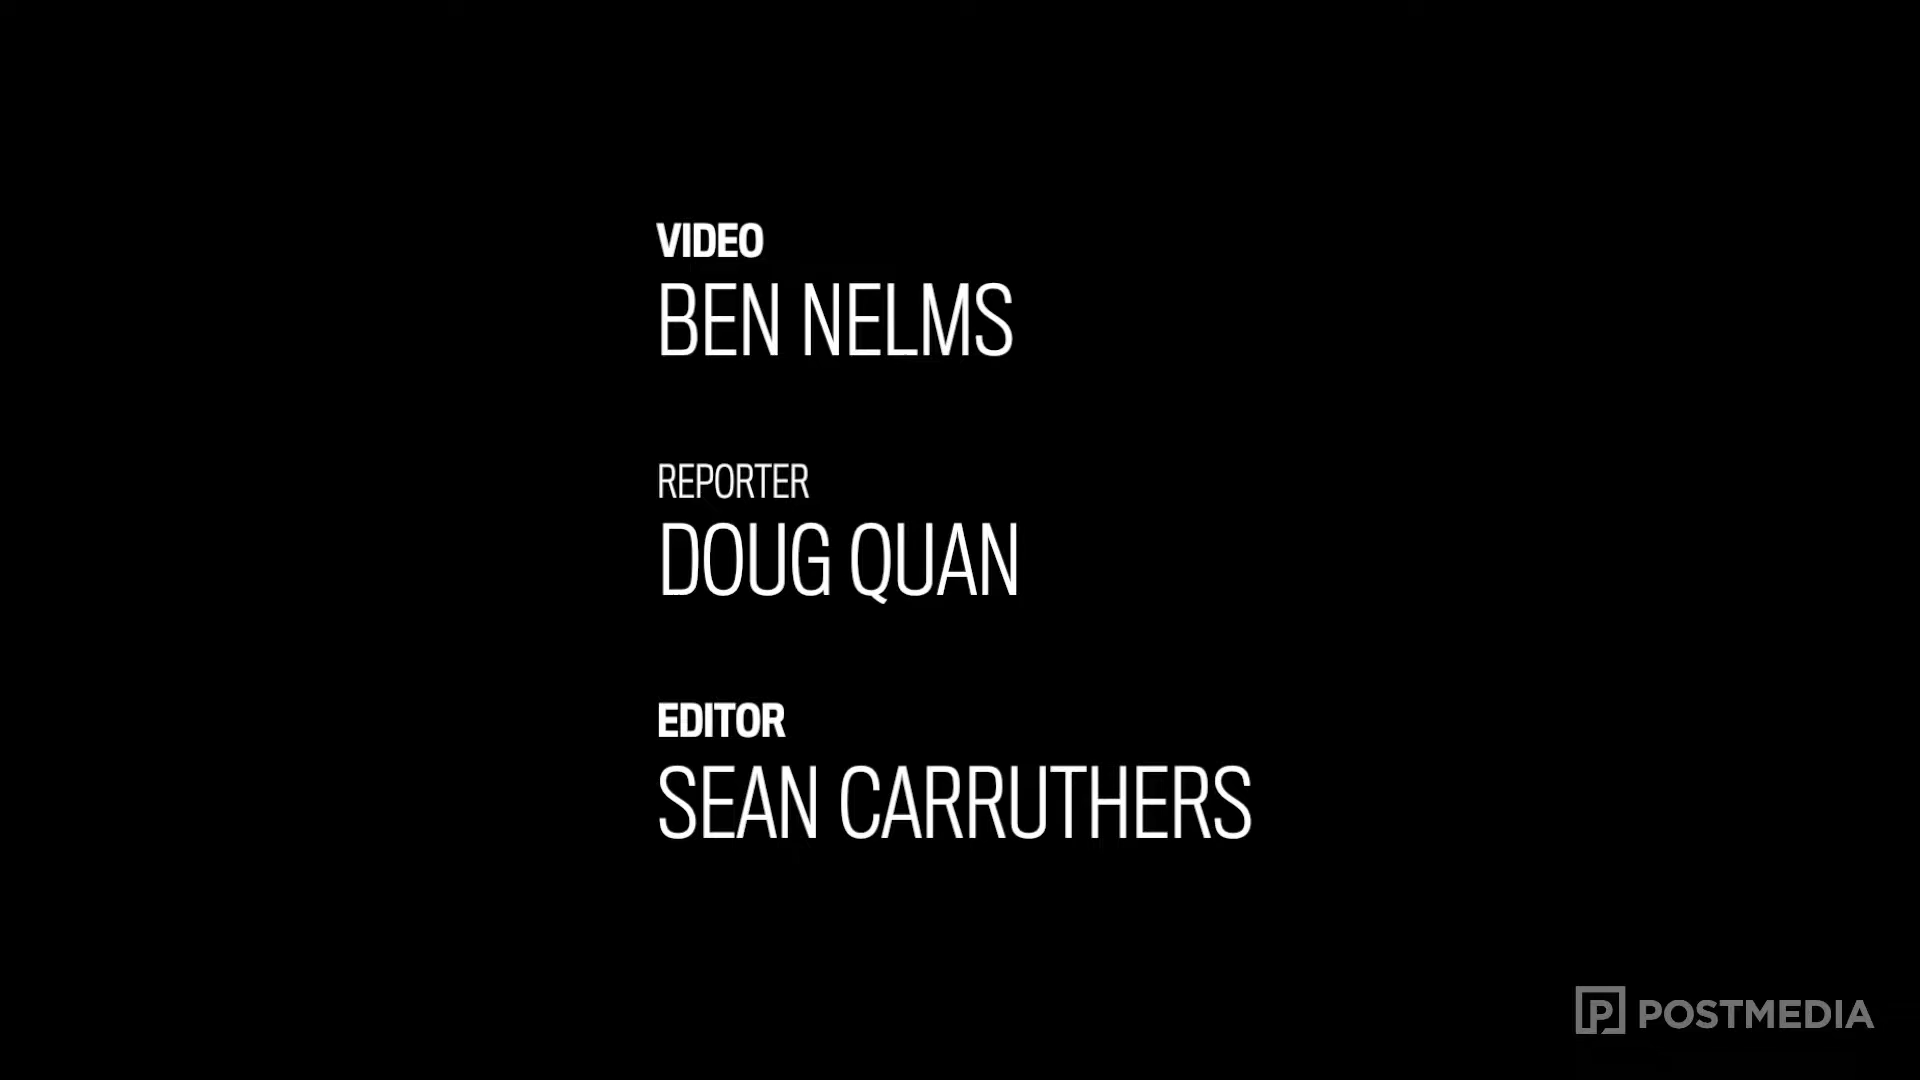 VIDEO
BEN NELMS
REPORTER
DOUG QUAN
EDITOR
SEAN CARRUTHERS
P POSTMEDIA